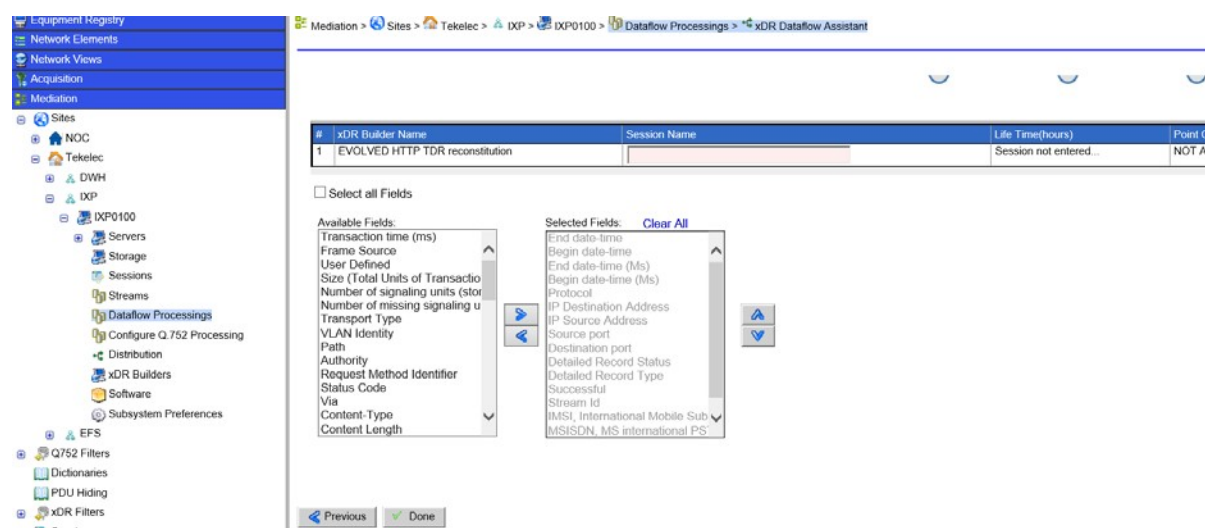 Equipment Registry
Network Elements
Network Views
Acquisition
Mediation
Sites
NOC
Tekelec
DWH
IXP
IXP0100
Servers
Storage
Sessions
Streams
Dataflow Processings
Configure Q.752 Processing
Distribution
xDR Builders
Software
Subsystem Preferences
EFS
Q752 Filters
Dictionaries
PDU Hiding
xDR Filters
Mediation > Sites > Tekelec > IXP > IXP0100 > Dataflow Processings > xDR Dataflow Assistant
# xDR Builder Name Session Name Life Time(hours) Point
1 EVOLVED HTTP TDR reconstitution Session not entered... NOT A
Select all Fields
Available Fields:
Transaction time (ms)
Frame Source
User Defined
Size (Total Units of Transactio
Number of signaling units (stor
Number of missing signaling u
Transport Type
VLAN Identity
Path
Authority
Request Method Identifier
Status Code
Via
Content-Type
Content Length
Selected Fields: Clear All
End date-time
Begin date-time
End date-time (Ms)
Begin date-time (Ms)
Protocol
IP Destination Address
IP Source Address
Source port
Destination port
Detailed Record Status
Detailed Record Type
Successful
Stream Id
IMSI, International Mobile Sub
MSISDN, MS international PS
Previous Done